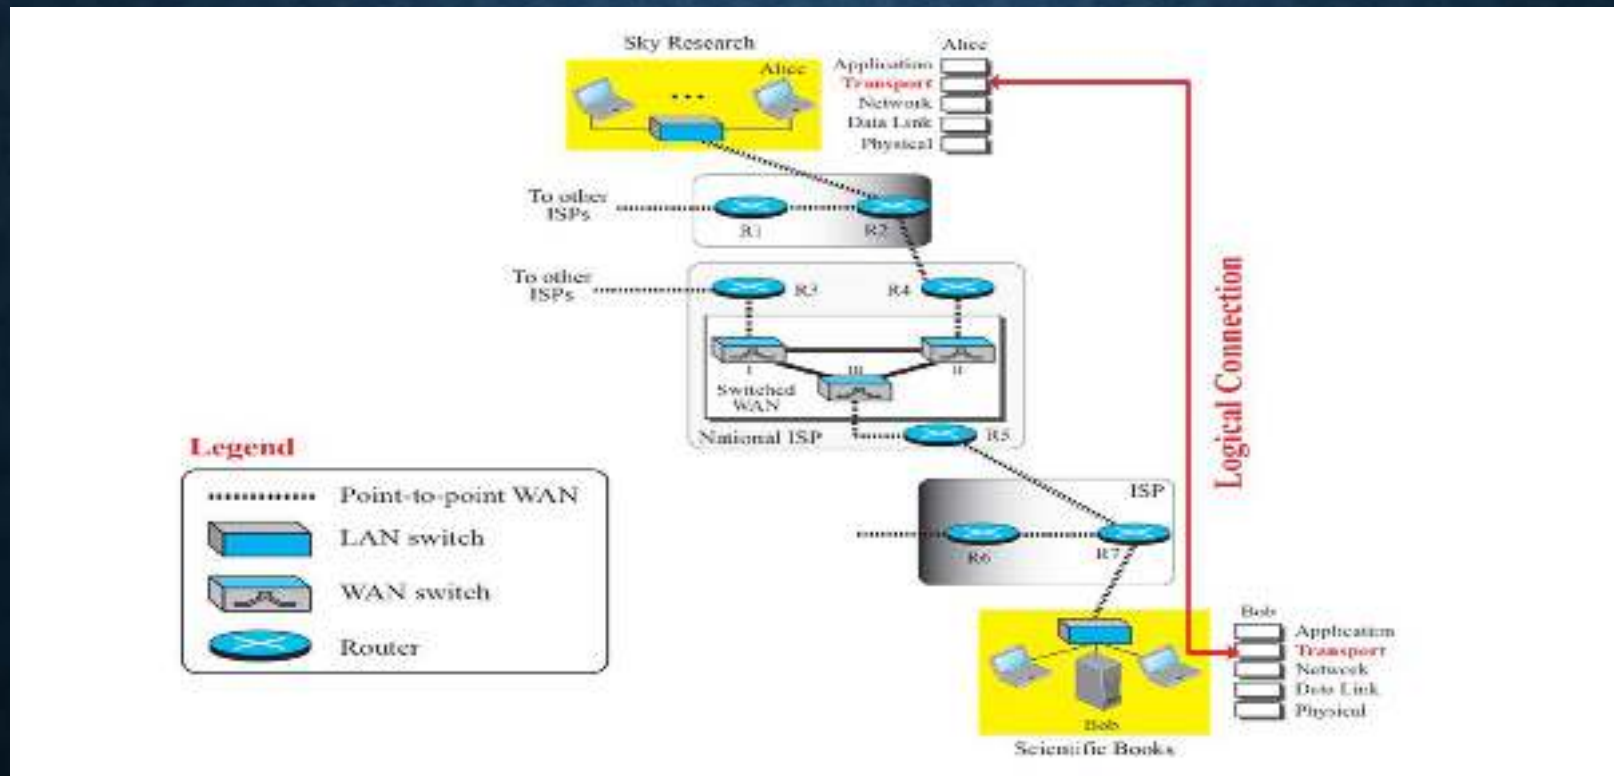 Sky Research
Alice
Alice
Application
Transport
Network
Data Link
Physical
To other
ISPs
R1
R2
To other
ISPs
R3
R4
I
III
II
Switched
WAN
National ISP
R5
Logical Connection
Legend
Point-to-point WAN
LAN switch
WAN switch
Router
ISP
R6
R7
Bob
Application
Transport
Network
Data Link
Physical
Bob
Scientific Books